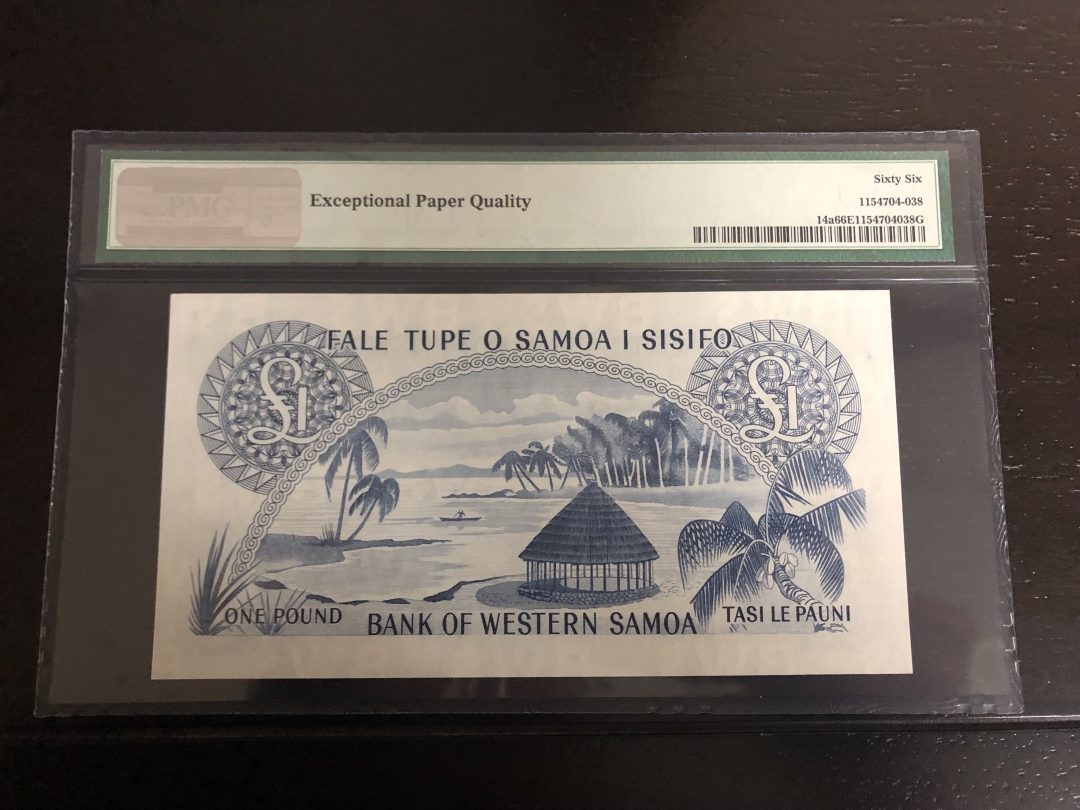 PMG
Exceptional Paper Quality
Sixty Six
1154704-038
14a66E1154704038G
FALE TUPE O SAMOA I SISIFO
£1
£1
ONE POUND
BANK OF WESTERN SAMOA
TASI LE PAUNI